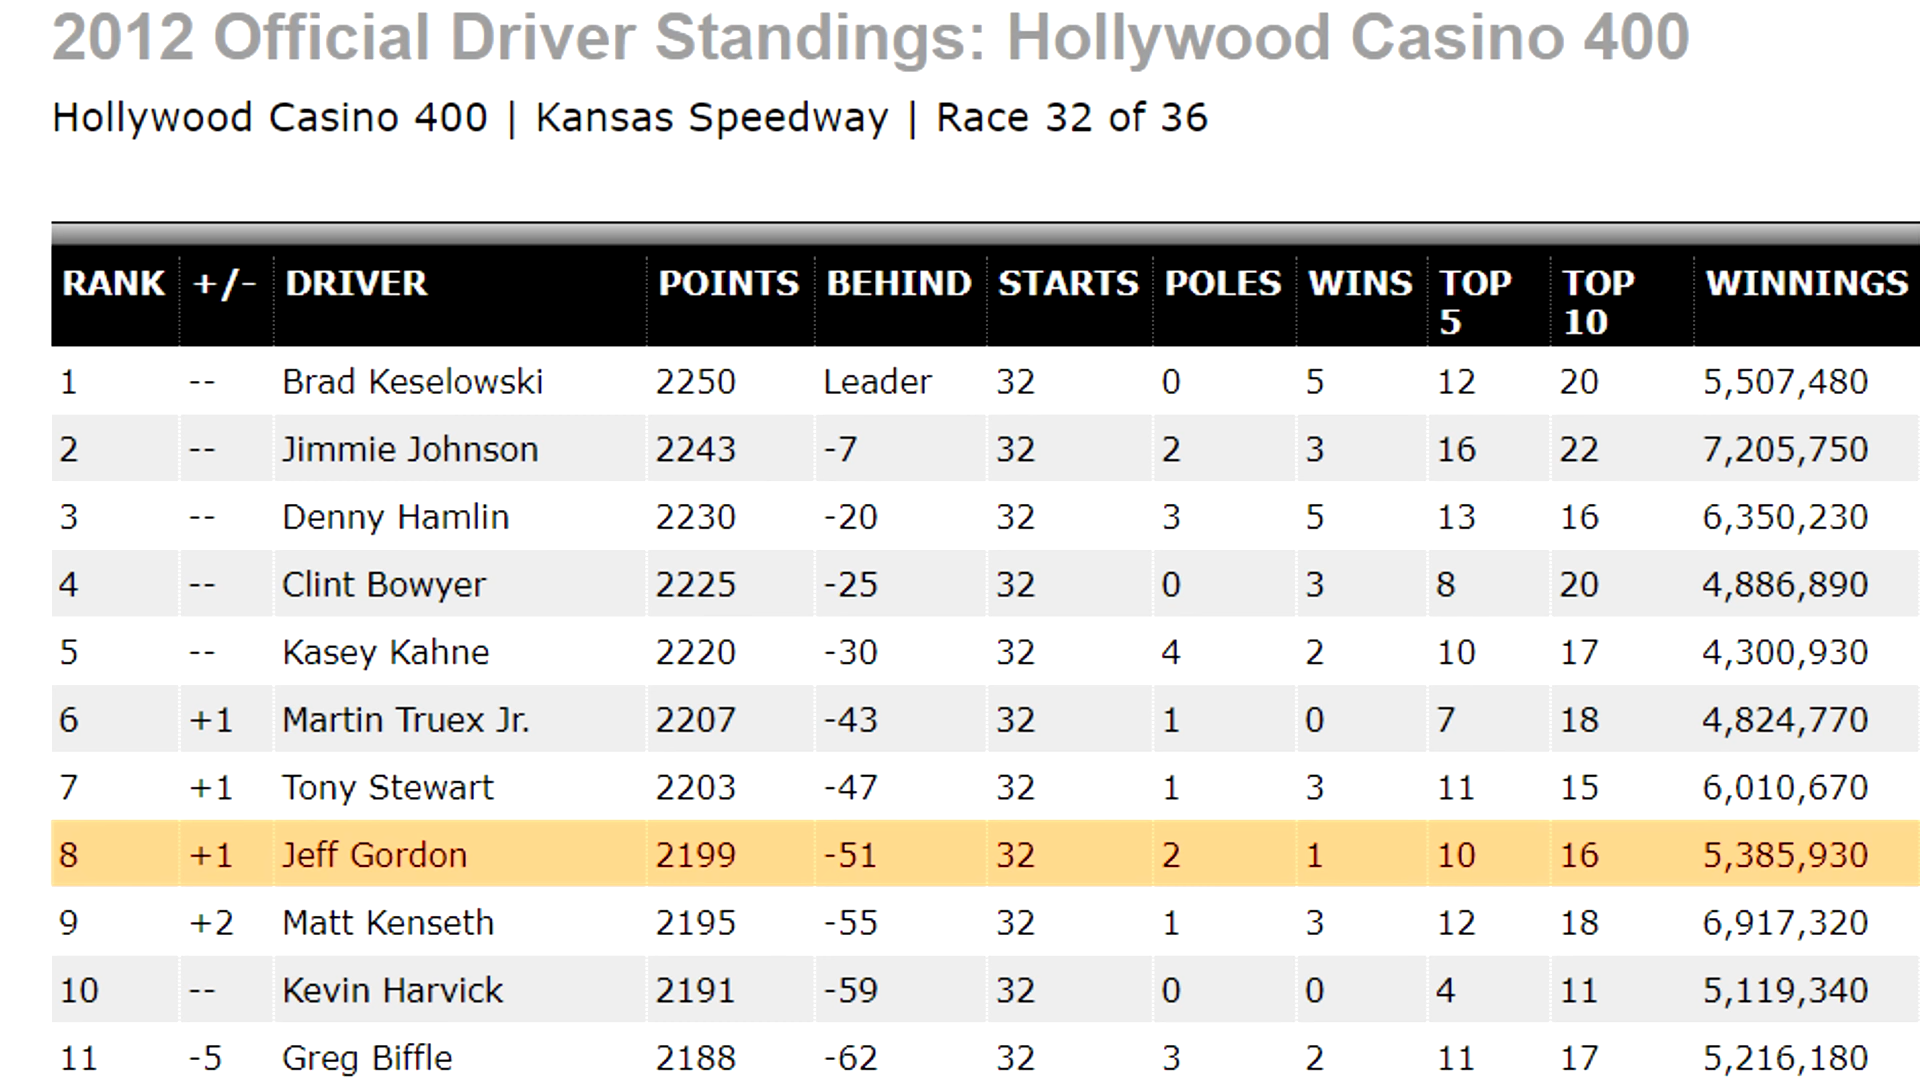 2012 Official Driver Standings: Hollywood Casino 400
Hollywood Casino 400 | Kansas Speedway | Race 32 of 36
RANK +/- DRIVER POINTS BEHIND STARTS POLES WINS TOP 5 TOP 10 WINNINGS
1 -- Brad Keselowski 2250 Leader 32 0 5 12 20 5,507,480
2 -- Jimmie Johnson 2243 -7 32 2 3 16 22 7,205,750
3 -- Denny Hamlin 2230 -20 32 3 5 13 16 6,350,230
4 -- Clint Bowyer 2225 -25 32 0 3 8 20 4,886,890
5 -- Kasey Kahne 2220 -30 32 4 2 10 17 4,300,930
6 +1 Martin Truex Jr. 2207 -43 32 1 0 7 18 4,824,770
7 +1 Tony Stewart 2203 -47 32 1 3 11 15 6,010,670
8 +1 Jeff Gordon 2199 -51 32 2 1 10 16 5,385,930
9 +2 Matt Kenseth 2195 -55 32 1 3 12 18 6,917,320
10 -- Kevin Harvick 2191 -59 32 0 0 4 11 5,119,340
11 -5 Greg Biffle 2188 -62 32 3 2 11 17 5,216,180